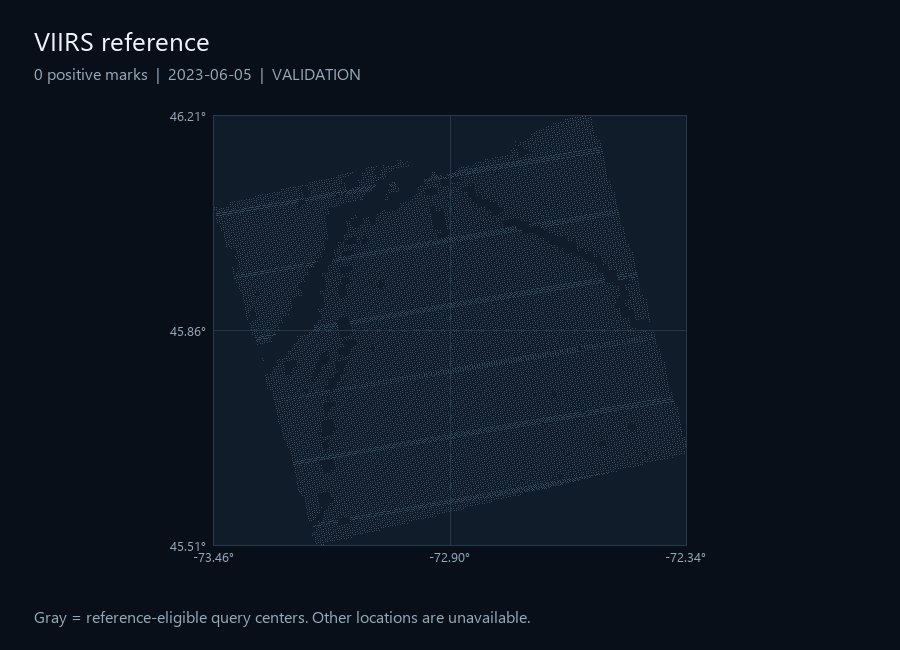 VIIRS reference
0 positive marks | 2023-06-05 | VALIDATION
46.21°
45.86°
45.51°
-73.46°
-72.90°
-72.34°
Gray = reference-eligible query centers. Other locations are unavailable.